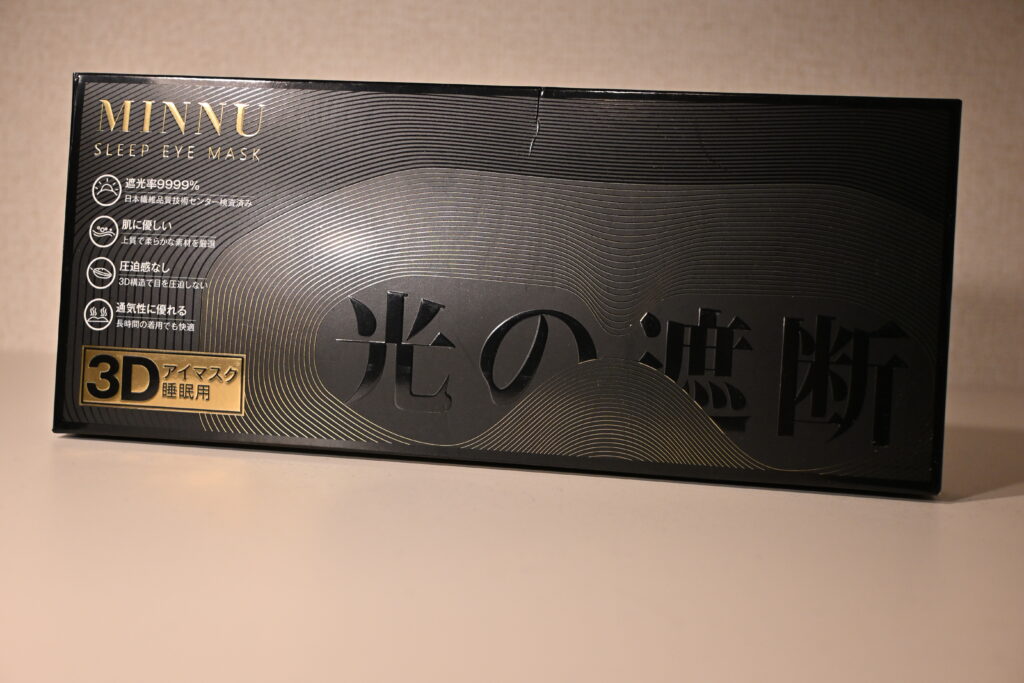 MINNU
SLEEP EYE MASK
遮光率9999%
日本繊維品質技術センター検査済み
肌に優しい
上質で柔らかな素材を厳選
圧迫感なし
3D構造で目を圧迫しない
通気性に優れる
長時間の着用でも快適
3D アイマスク
睡眠用
光の遮断